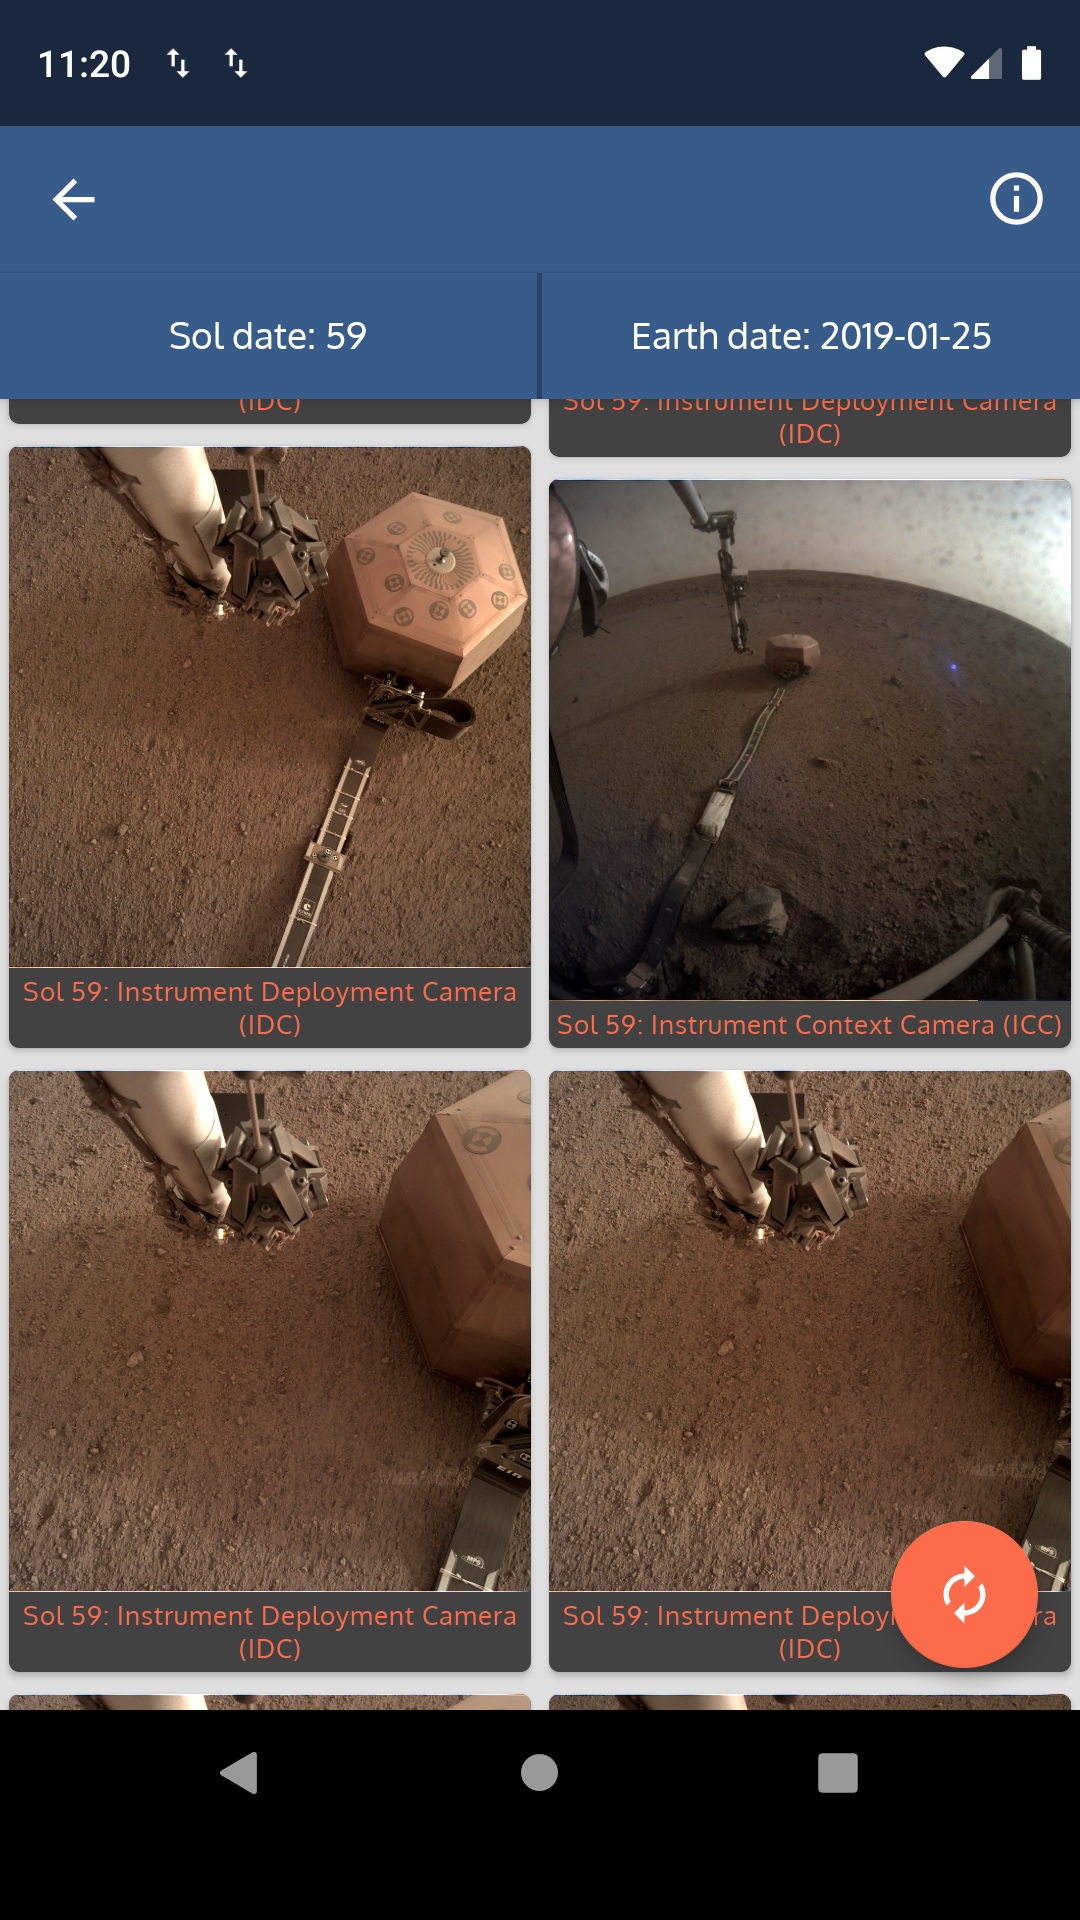 11:20
Sol date: 59
Earth date: 2019-01-25
(IDC)
Sol 59: Instrument Deployment Camera
(IDC)
Sol 59: Instrument Deployment Camera
(IDC)
Sol 59: Instrument Context Camera (ICC)
Sol 59: Instrument Deployment Camera
(IDC)
Sol 59: Instrument
(IDC)